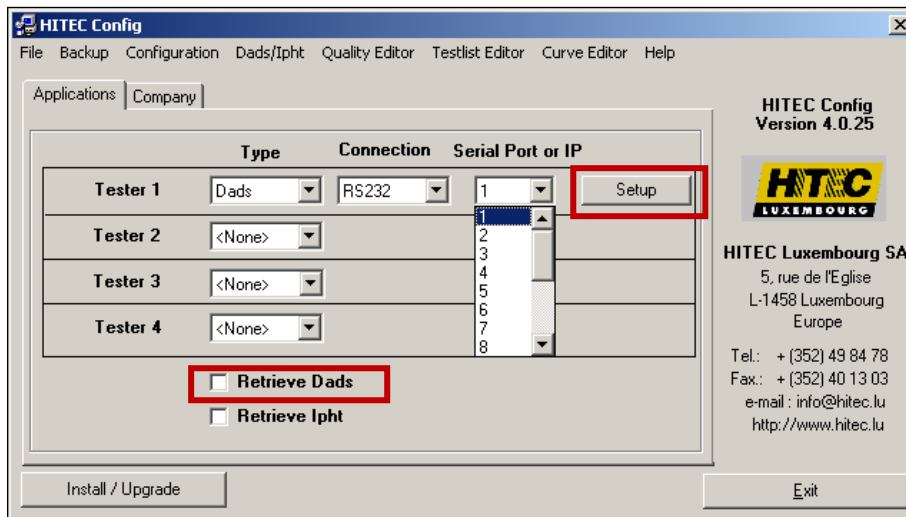 HITEC Config
File Backup Configuration Dads/Ipht Quality Editor Testlist Editor Curve Editor Help
Applications Company
Type Connection Serial Port or IP
Tester 1 Dads RS232 1 Setup
1
2
3
4
5
6
7
8
Tester 2 <None>
Tester 3 <None>
Tester 4 <None>
Retrieve Dads
Retrieve Ipht
Install / Upgrade
HITEC Config
Version 4.0.25
HITEC
LUXEMBOURG
HITEC Luxembourg SA
5, rue de l'Eglise
L-1458 Luxembourg
Europe
Tel.: + (352) 49 84 78
Fax.: + (352) 40 13 03
e-mail : info@hitec.lu
http://www.hitec.lu
Exit